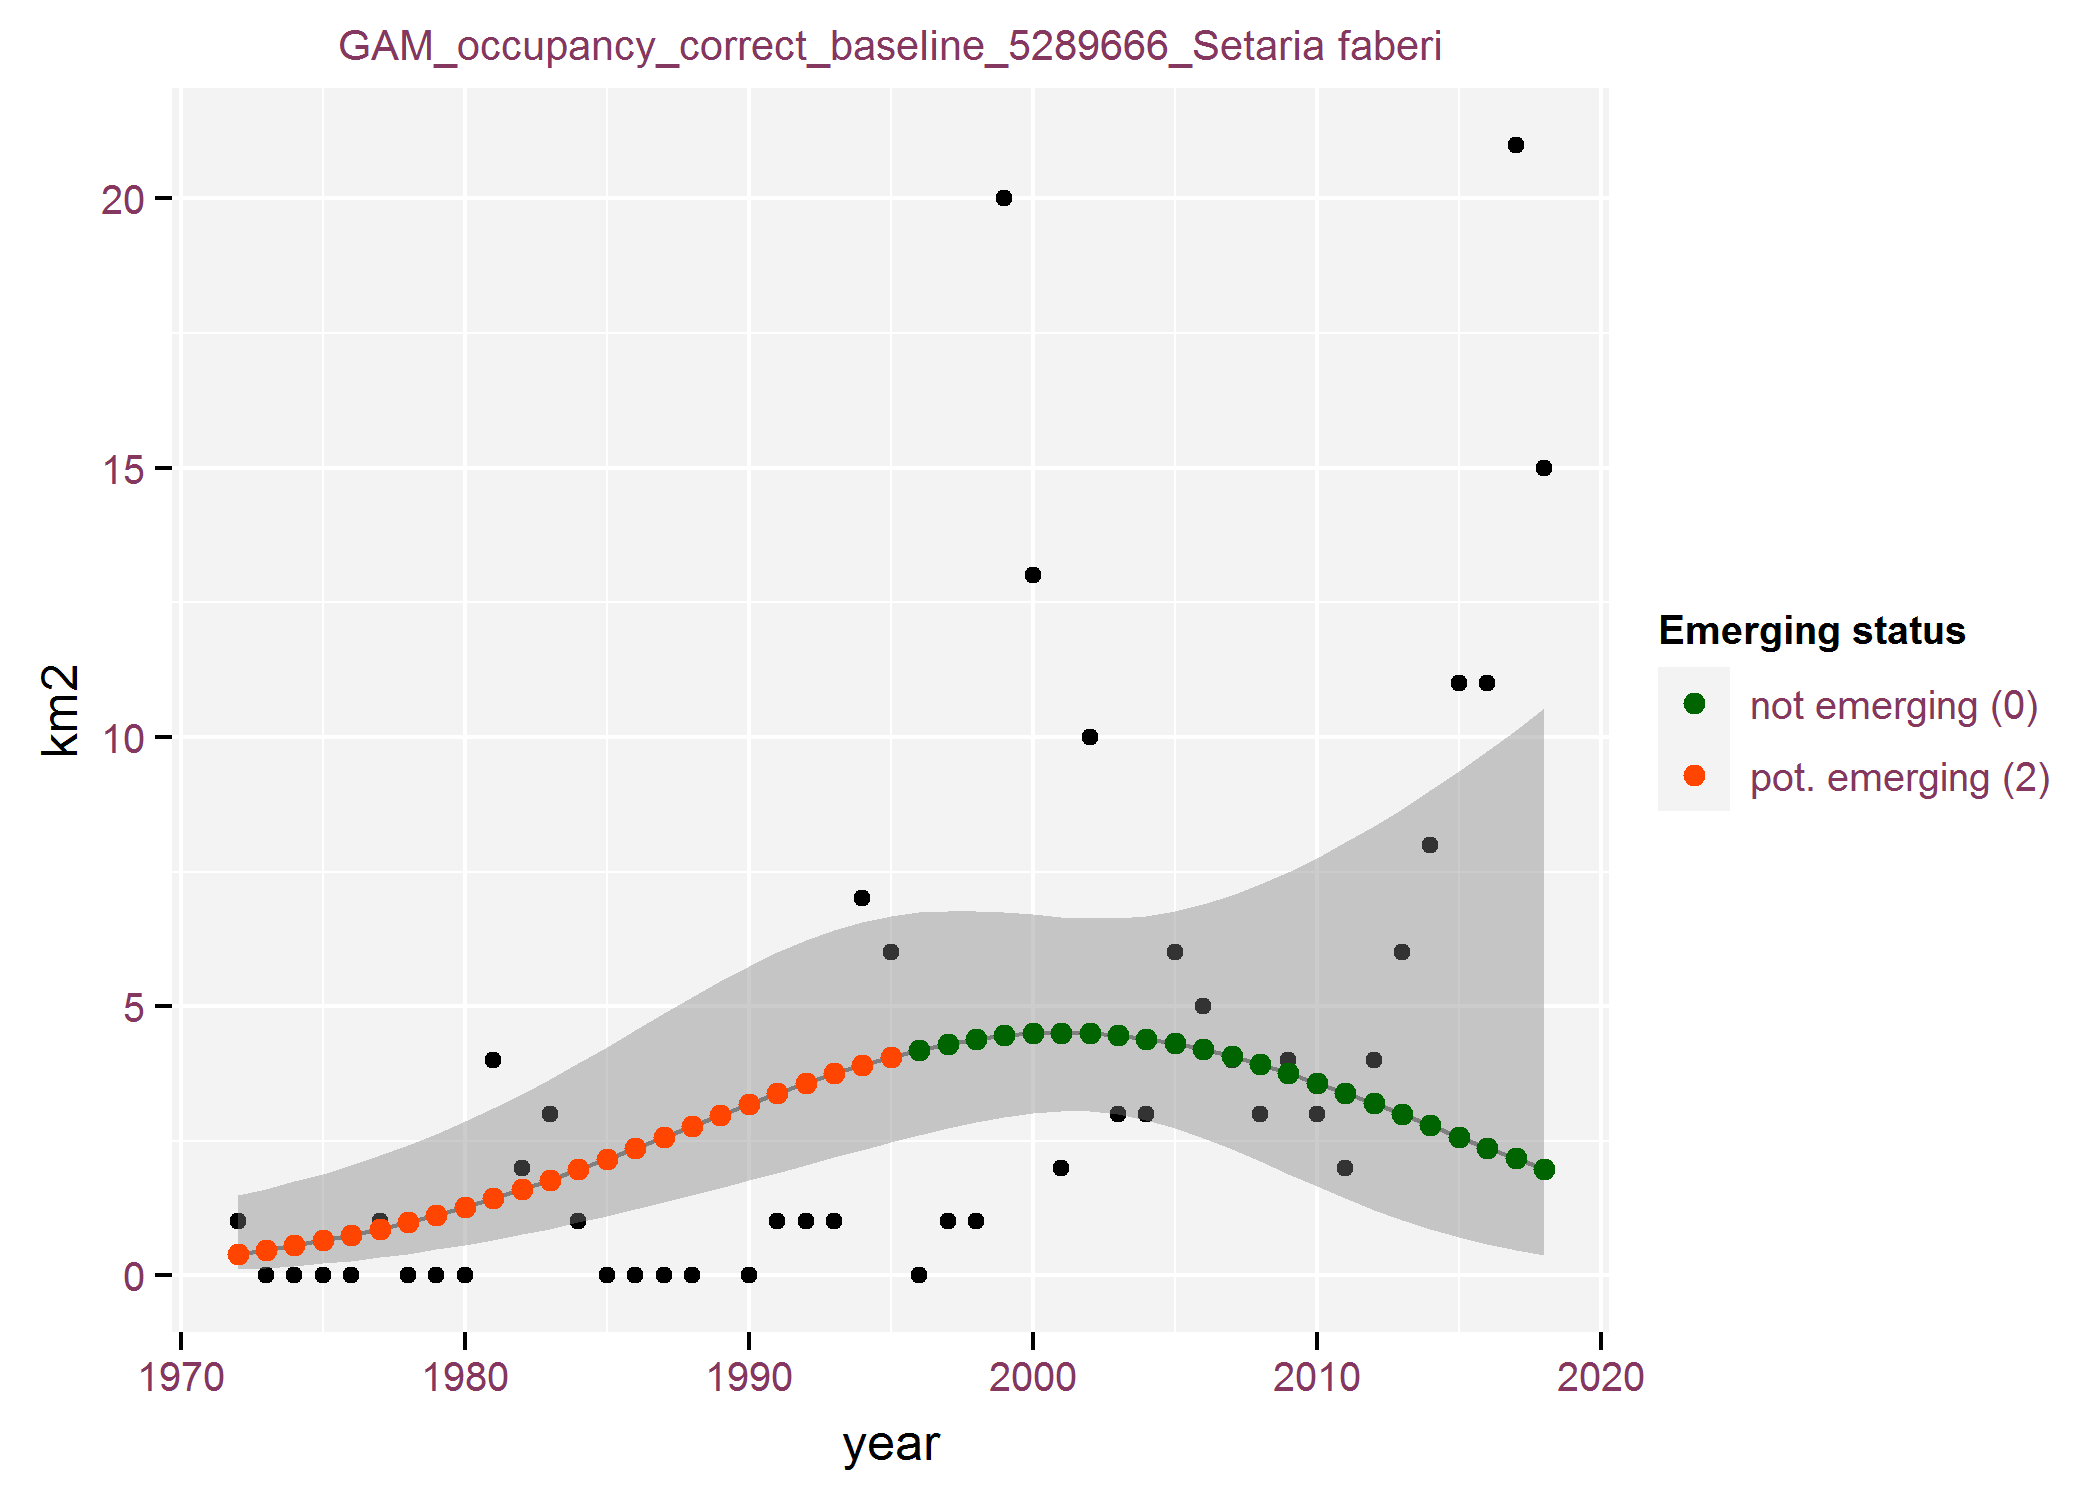 GAM_occupancy_correct_baseline_5289666_Setaria faberi
20
15
10
5
0
km2
1970 1980 1990 2000 2010 2020
year
Emerging status
not emerging (0)
pot. emerging (2)